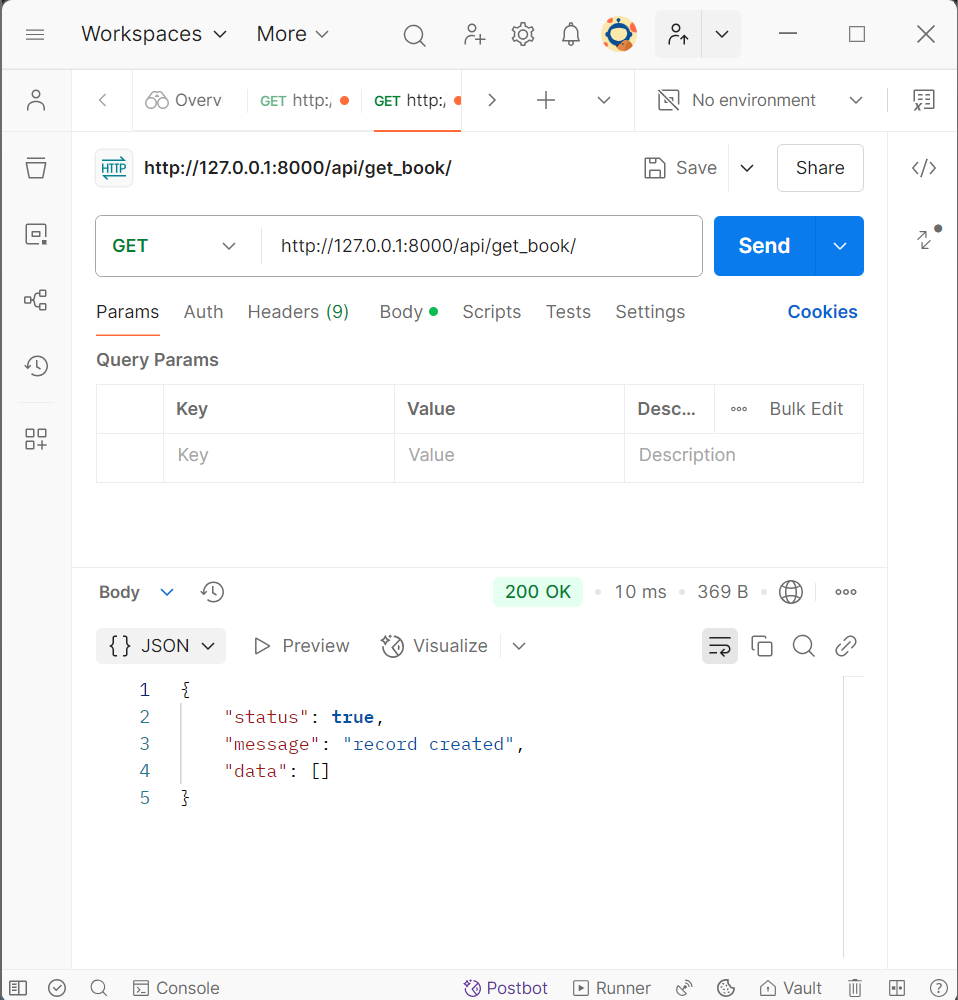 Workspaces More
Overv GET http:/ GET http:/ No environment
HTTP http://127.0.0.1:8000/api/get_book/ Save Share
GET http://127.0.0.1:8000/api/get_book/ Send
Params Auth Headers (9) Body Scripts Tests Settings Cookies
Query Params
Key Value Desc... Bulk Edit
Key Value Description
Body 200 OK 10 ms 369 B
{} JSON Preview Visualize
1 {
2 "status": true,
3 "message": "record created",
4 "data": []
5 }
Console Postbot Runner Vault